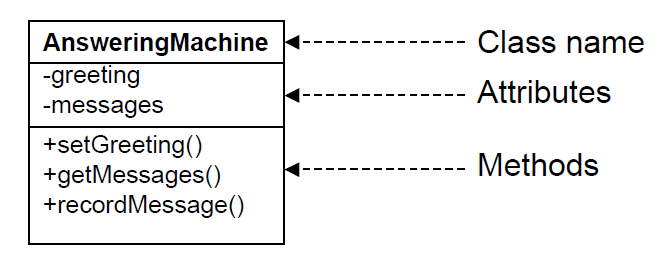 AnsweringMachine
-greeting
-messages
+setGreeting()
+getMessages()
+recordMessage()
Class name
Attributes
Methods